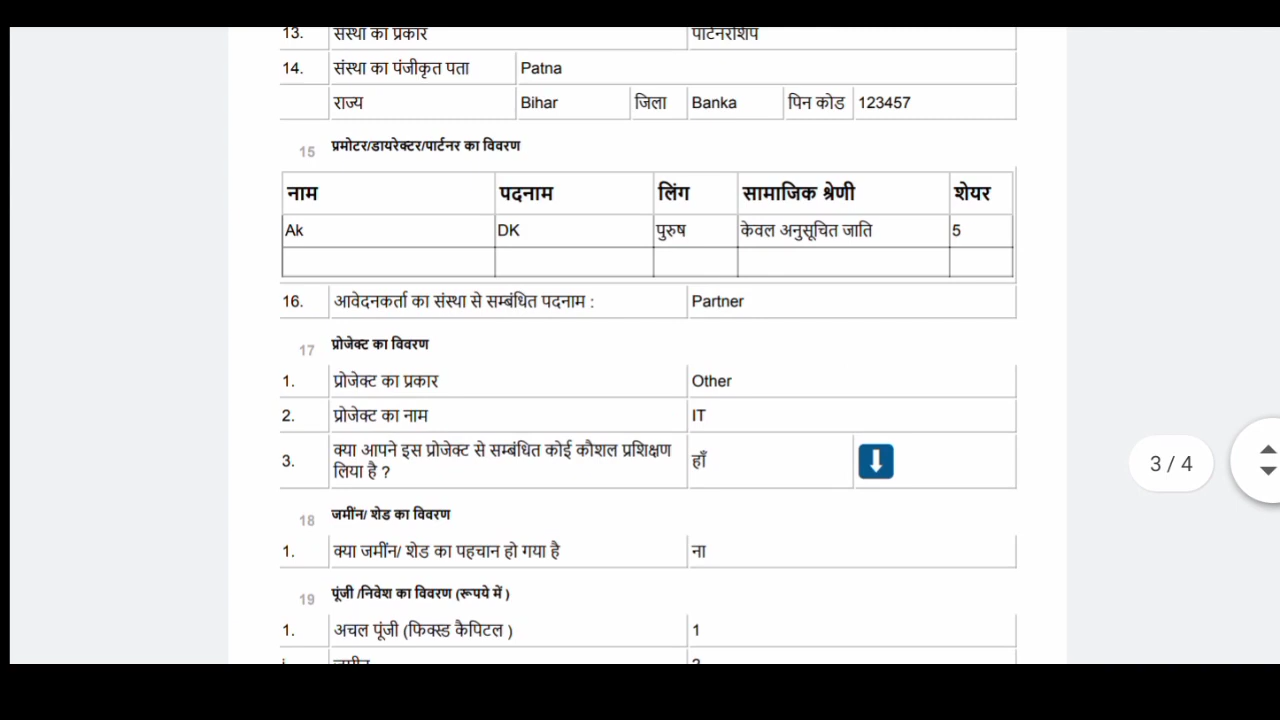 13. संस्था का प्रकार पार्टनरशिप
14. संस्था का पंजीकृत पता Patna
राज्य Bihar जिला Banka पिन कोड 123457
15 प्रमोटर/डायरेक्टर/पार्टनर का विवरण
नाम पदनाम लिंग सामाजिक श्रेणी शेयर
Ak DK पुरुष केवल अनुसूचित जाति 5
16. आवेदनकर्ता का संस्था से सम्बंधित पदनाम : Partner
17 प्रोजेक्ट का विवरण
1. प्रोजेक्ट का प्रकार Other
2. प्रोजेक्ट का नाम IT
3. क्या आपने इस प्रोजेक्ट से सम्बंधित कोई कौशल प्रशिक्षण
लिया है ? हाँ
3 / 4
18 जमींन/ शेड का विवरण
1. क्या जमींन/ शेड का पहचान हो गया है ना
19 पूंजी /निवेश का विवरण (रूपये में )
1. अचल पूंजी (फिक्स्ड कैपिटल ) 1